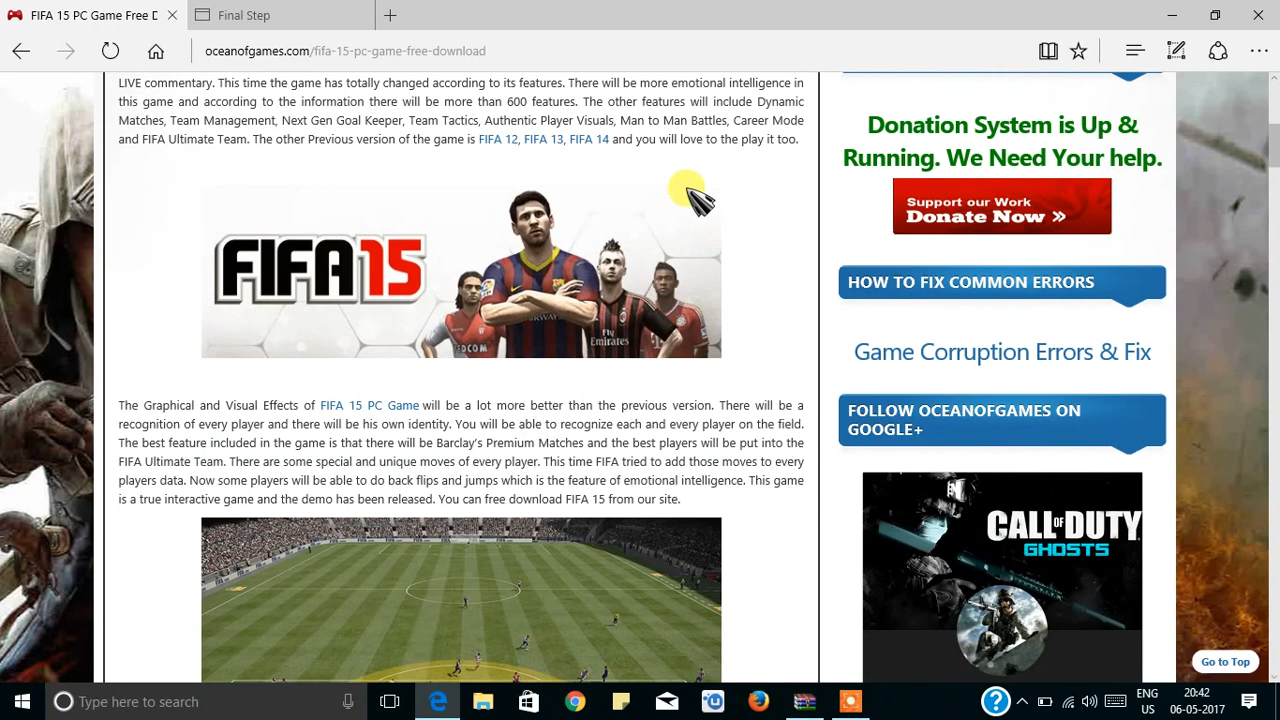 FIFA 15 PC Game Free D
Final Step
oceanofgames.com/fifa-15-pc-game-free-download
LIVE commentary. This time the game has totally changed according to its features. There will be more emotional intelligence in
this game and according to the information there will be more than 600 features. The other features will include Dynamic
Matches, Team Management, Next Gen Goal Keeper, Team Tactics, Authentic Player Visuals, Man to Man Battles, Career Mode
and FIFA Ultimate Team. The other Previous version of the game is FIFA 12, FIFA 13, FIFA 14 and you will love to the play it too.
FIFA15
Fly
Emirates
The Graphical and Visual Effects of FIFA 15 PC Game will be a lot more better than the previous version. There will be a
recognition of every player and there will be his own identity. You will be able to recognize each and every player on the field.
The best feature included in the game is that there will be Barclay's Premium Matches and the best players will be put into the
FIFA Ultimate Team. There are some special and unique moves of every player. This time FIFA tried to add those moves to every
players data. Now some players will be able to do back flips and jumps which is the feature of emotional intelligence. This game
is a true interactive game and the demo has been released. You can free download FIFA 15 from our site.
Donation System is Up &
Running. We Need Your help.
Support our Work
Donate Now »
HOW TO FIX COMMON ERRORS
Game Corruption Errors & Fix
FOLLOW OCEANOFGAMES ON
GOOGLE+
CALL OF DUTY
GHOSTS
Go to Top
Type here to search
ENG
US
20:42
06-05-2017